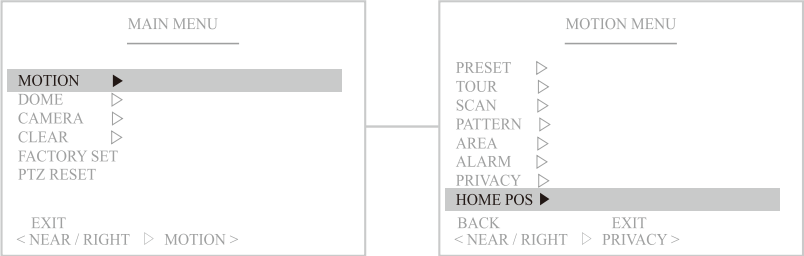 MAIN MENU
MOTION ▶
DOME ▷
CAMERA ▷
CLEAR ▷
FACTORY SET
PTZ RESET
EXIT
< NEAR / RIGHT ▷ MOTION >
MOTION MENU
PRESET ▷
TOUR ▷
SCAN ▷
PATTERN ▷
AREA ▷
ALARM ▷
PRIVACY ▷
HOME POS ▶
BACK EXIT
< NEAR / RIGHT ▷ PRIVACY >